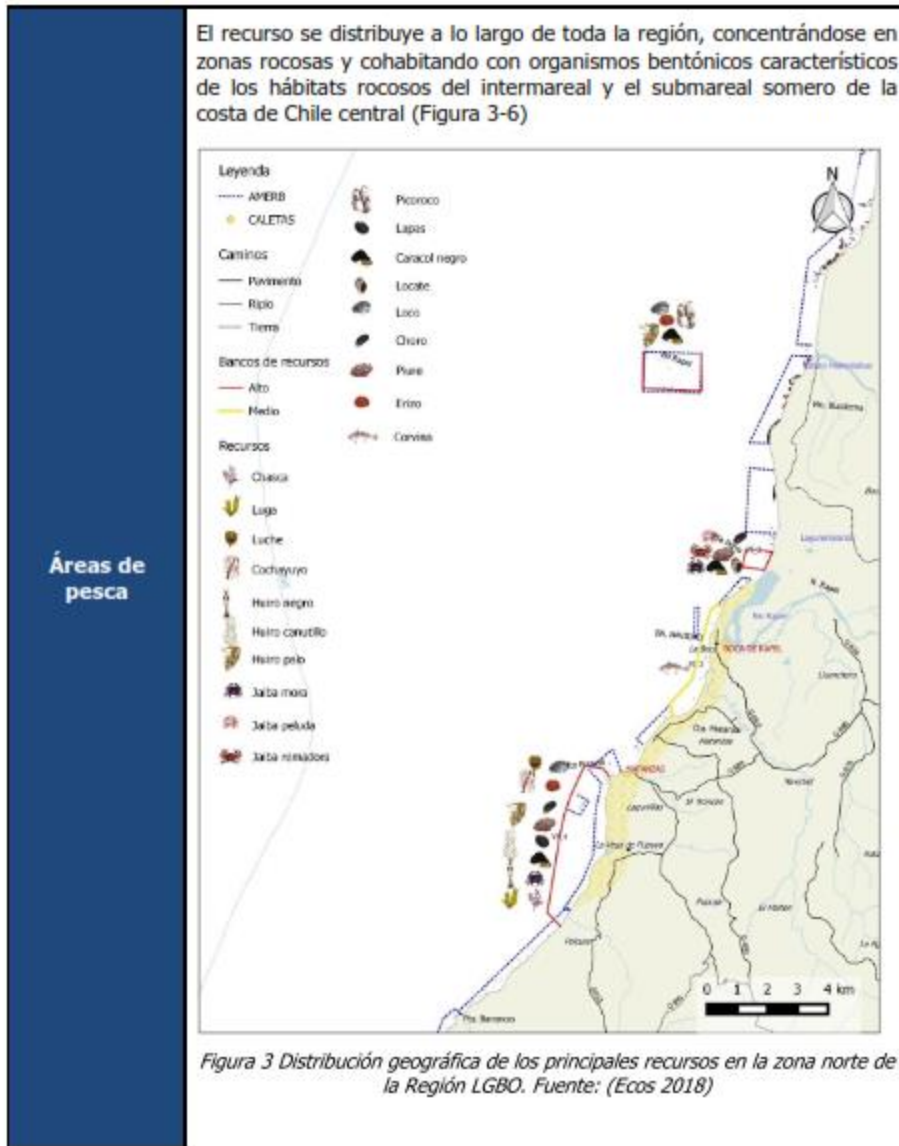 El recurso se distribuye a lo largo de toda la región, concentrándose en
zonas rocosas y cohabitando con organismos bentónicos característicos
de los hábitats rocosos del intermareal y el submareal somero de la
costa de Chile central (Figura 3-6)
Áreas de
pesca
Leyenda
AMERB
CALETAS
Caminos
Pavimento
Ripio
Tierra
Bancos de recursos
Alto
Medio
Recursos
Chasca
Luga
Luche
Cochayuyo
Huiro negro
Huiro canutillo
Huiro palo
Jaiba mora
Jaiba peluda
Jaiba remadora
Picoroco
Lapas
Caracol negro
Locate
Loco
Choro
Piure
Erizo
Corvina
N
BOCA DE RAPEL
MATANZAS
0 1 2 3 4 km
Figura 3 Distribución geográfica de los principales recursos en la zona norte de
la Región LGBO. Fuente: (Ecos 2018)